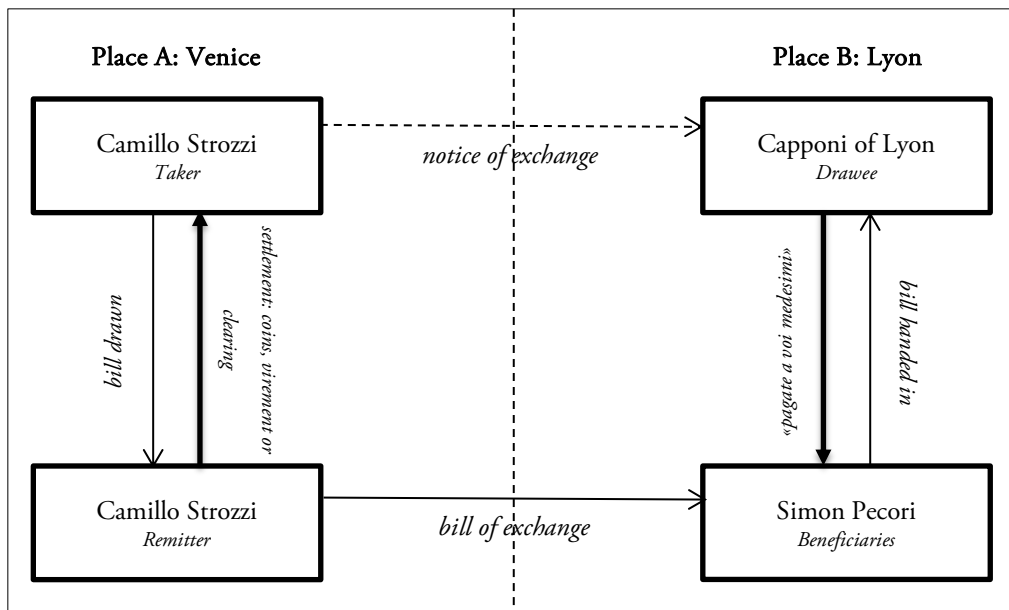 Place A: Venice
Place B: Lyon
Camillo Strozzi
Taker
notice of exchange
Capponi of Lyon
Drawee
bill drawn
settlement: coins, virement or
clearing
«pagate a voi medesimi»
bill handed in
Camillo Strozzi
Remitter
bill of exchange
Simon Pecori
Beneficiaries